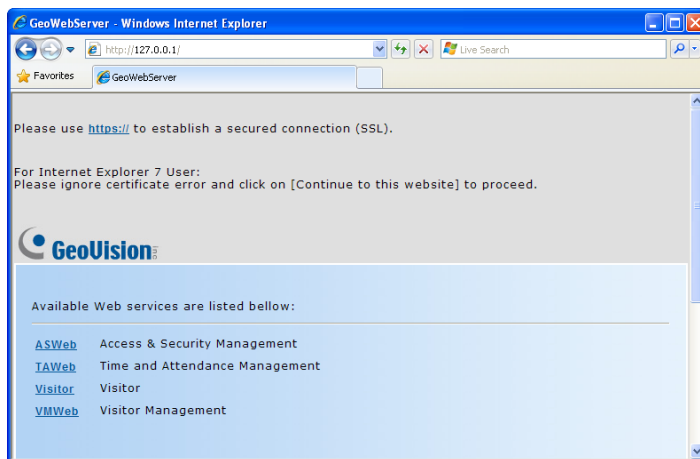 GeoWebServer - Windows Internet Explorer
http://127.0.0.1/
Live Search
Favorites
GeoWebServer
Please use https:// to establish a secured connection (SSL).
For Internet Explorer 7 User:
Please ignore certificate error and click on [Continue to this website] to proceed.
GeoVision
Available Web services are listed bellow:
ASWeb Access & Security Management
TAWeb Time and Attendance Management
Visitor Visitor
VMWeb Visitor Management